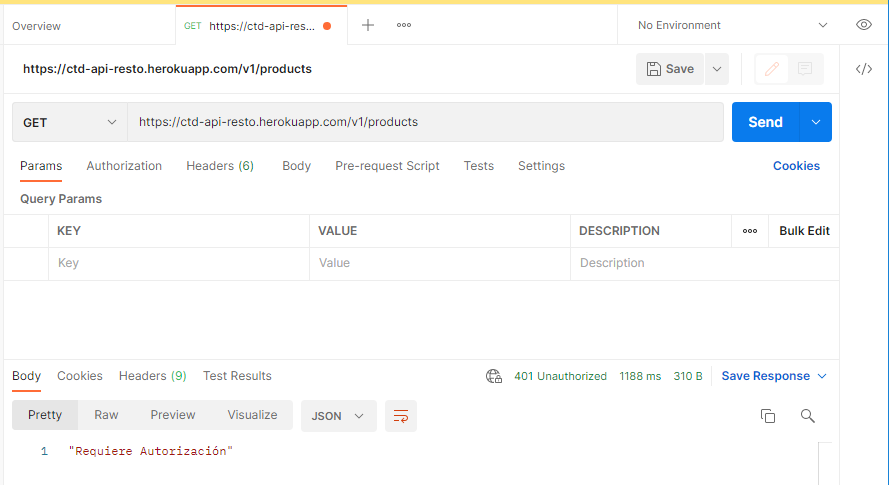 Overview
GET https://ctd-api-res...
No Environment
https://ctd-api-resto.herokuapp.com/v1/products
Save
GET https://ctd-api-resto.herokuapp.com/v1/products
Send
Params Authorization Headers (6) Body Pre-request Script Tests Settings Cookies
Query Params
KEY VALUE DESCRIPTION Bulk Edit
Key Value Description
Body Cookies Headers (9) Test Results 401 Unauthorized 1188 ms 310 B Save Response
Pretty Raw Preview Visualize JSON
1 "Requiere Autorización"